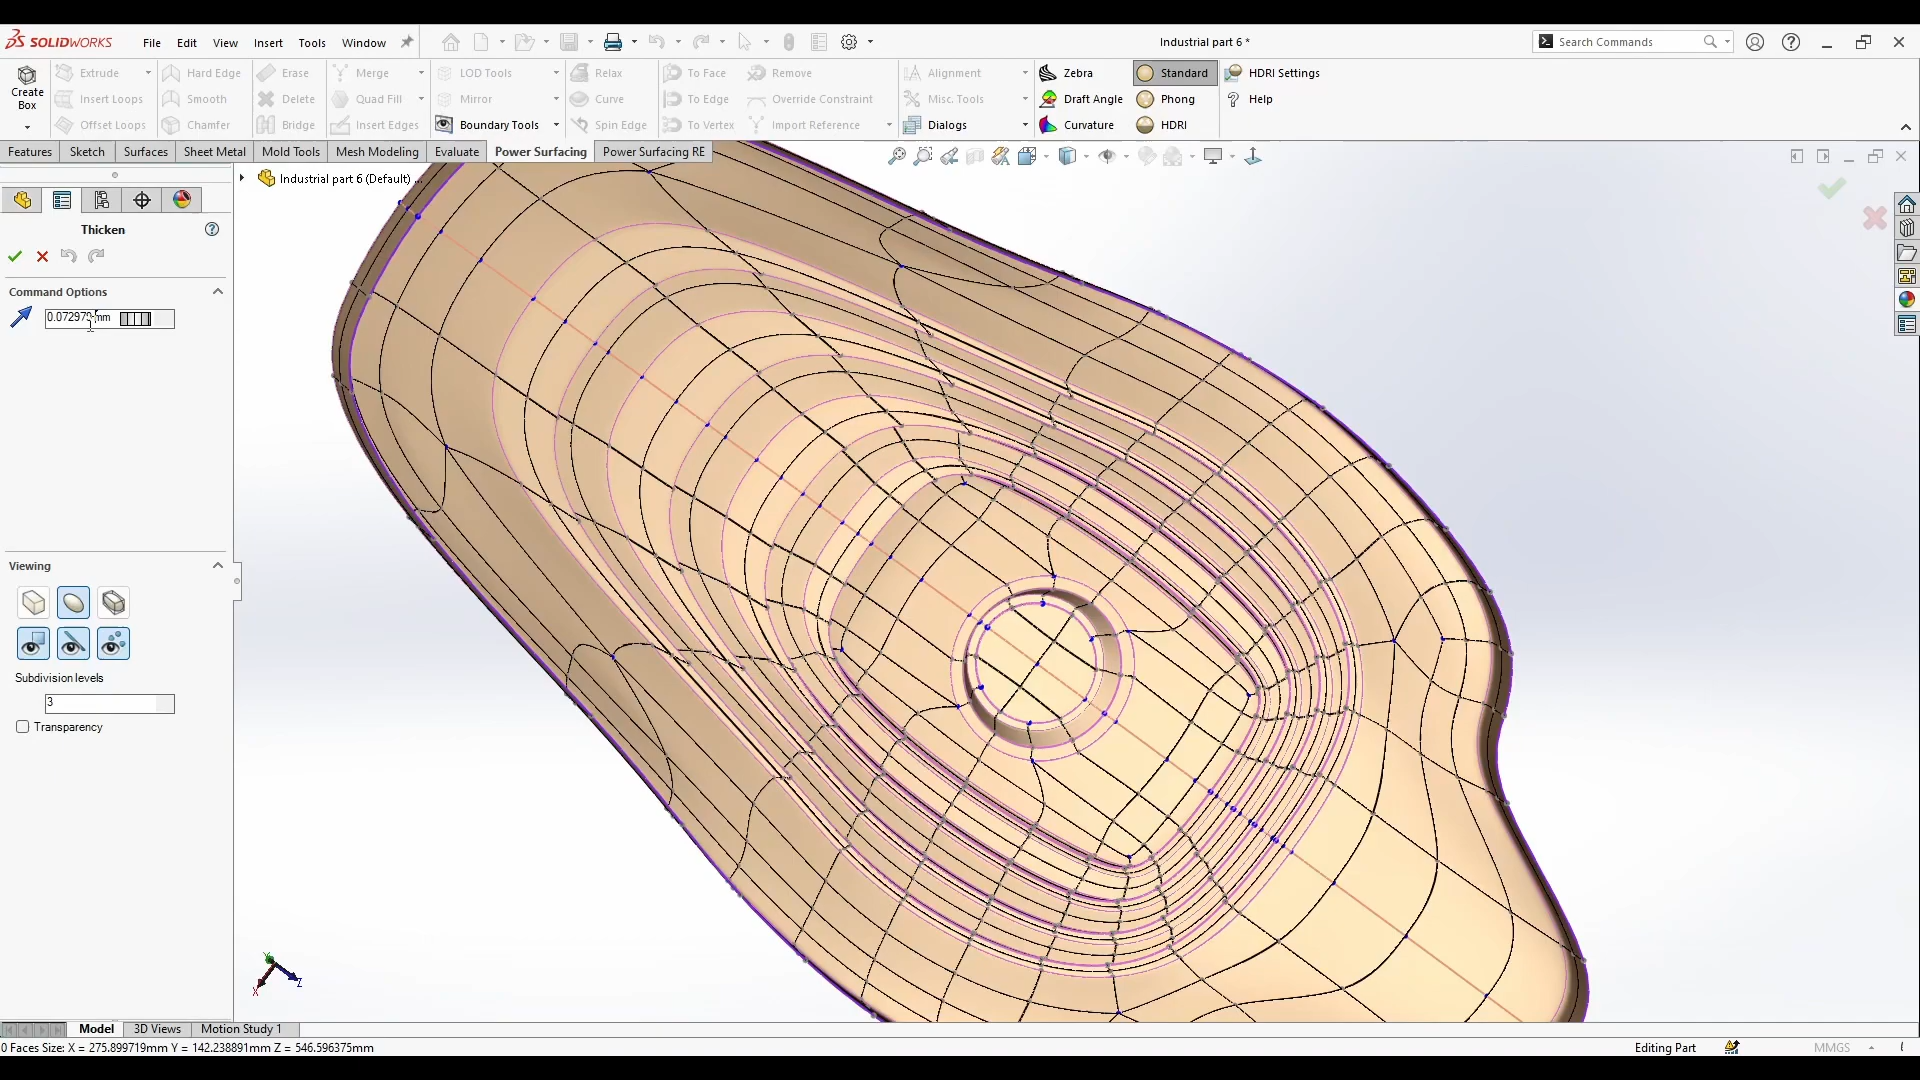 SOLIDWORKS File Edit View Insert Tools Window Industrial part 6 * Search Commands
Create Box
Extrude Hard Edge Erase Merge LOD Tools Relax To Face Remove Alignment Zebra Standard HDRI Settings
Insert Loops Smooth Delete Quad Fill Mirror Curve To Edge Override Constraint Misc. Tools Draft Angle Phong Help
Offset Loops Chamfer Bridge Insert Edges Boundary Tools Spin Edge To Vertex Import Reference Dialogs Curvature HDRI
Features Sketch Surfaces Sheet Metal Mold Tools Mesh Modeling Evaluate Power Surfacing Power Surfacing RE
Industrial part 6 (Default) ...
Thicken
Command Options
Viewing
Subdivision levels
3
Transparency
Y
X
Z
Model 3D Views Motion Study 1
0 Faces Size: X = 275.899719mm Y = 142.238891mm Z = 546.596375mm Editing Part MMGS